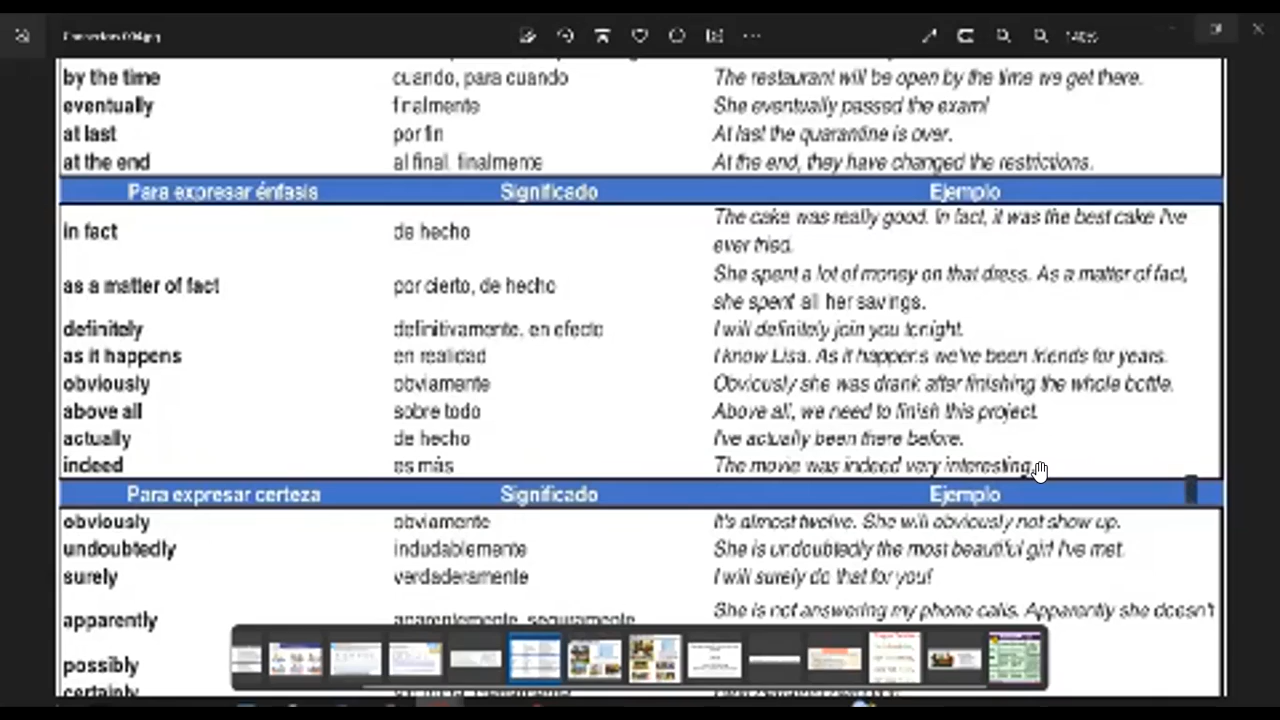 by the time cuando, para cuando The restaurant will be open by the time we get there.
eventually finalmente She eventually passed the exam!
at last por fin At last the quarantine is over.
at the end al final, finalmente At the end, they have changed the restrictions.
Para expresar énfasis Significado Ejemplo
in fact de hecho The cake was really good. In fact, it was the best cake I've
ever tried.
as a matter of fact por cierto, de hecho She spent a lot of money on that dress. As a matter of fact,
she spent all her savings.
definitely definitivamente, en efecto I will definitely join you tonight.
as it happens en realidad I know Lisa. As it happens we've been friends for years.
obviously obviamente Obviously she was drank after finishing the whole bottle.
above all sobre todo Above all, we need to finish this project.
actually de hecho I've actually been there before.
indeed es más The movie was indeed very interesting.
Para expresar certeza Significado Ejemplo
obviously obviamente It's almost twelve. She will obviously not show up.
undoubtedly indudablemente She is undoubtedly the most beautiful girl I've met.
surely verdaderamente I will surely do that for you!
apparently aparentemente, seguramente She is not answering my phone calls. Apparently she doesn't
possibly
certainly